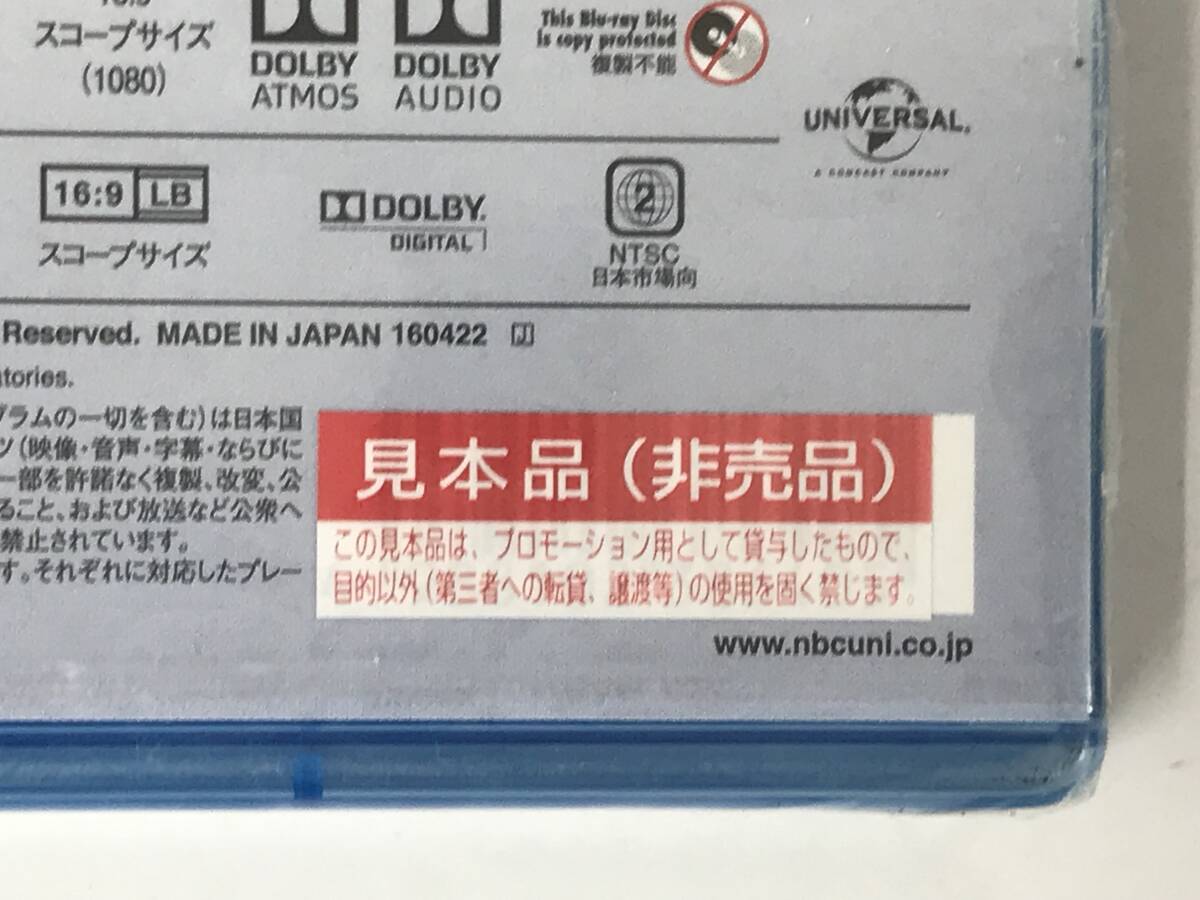 スコープサイズ
(1080)
DOLBY
ATMOS
DOLBY
AUDIO
This Blu-ray Disc
is copy protected
複製不能
UNIVERSAL.
A COMCAST COMPANY
16:9 LB
スコープサイズ
DOLBY.
DIGITAL
2
NTSC
日本市場向
Reserved. MADE IN JAPAN 160422 J
tories.
グラムの一切を含む)は日本国
ツ(映像・音声・字幕・ならびに
一部を許諾なく複製、改変、公
ること、および放送など公衆へ
禁止されています。
す。それぞれに対応したプレー
見本品(非売品)
この見本品は、プロモーション用として貸与したもので、
目的以外(第三者への転貸、譲渡等)の使用を固く禁じます。
www.nbcuni.co.jp